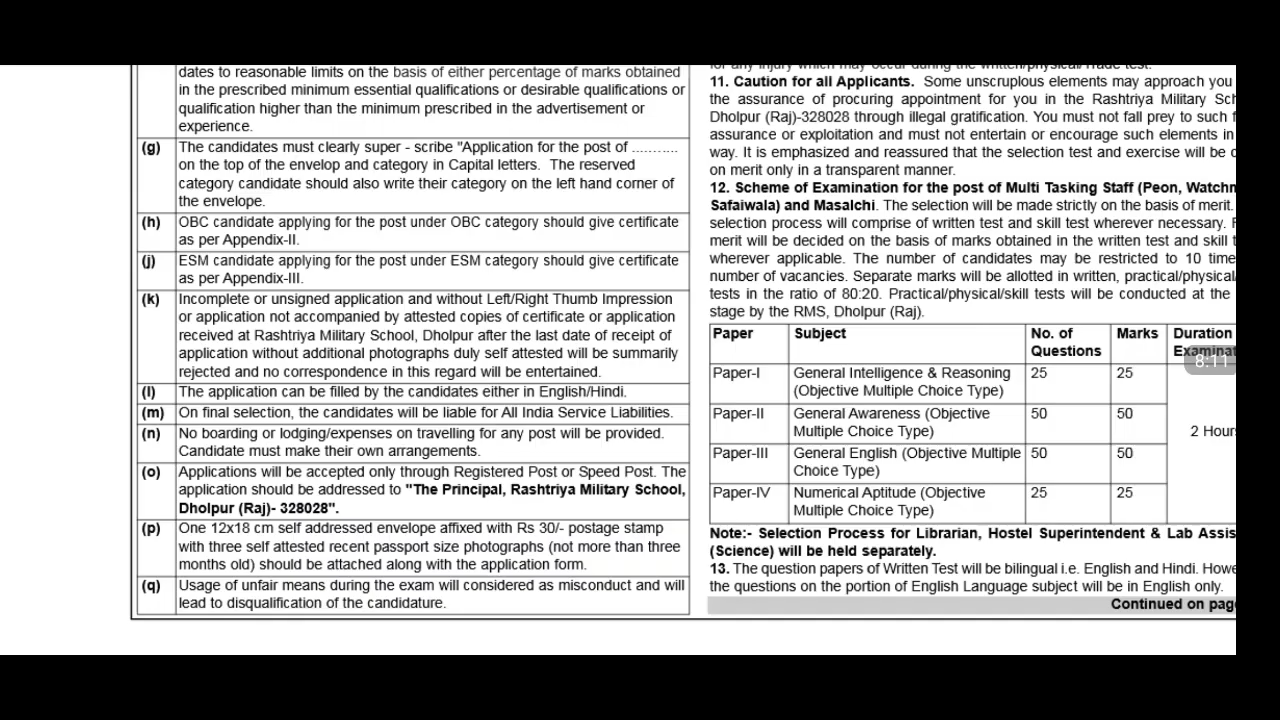 dates to reasonable limits on the basis of either percentage of marks obtained
in the prescribed minimum essential qualifications or desirable qualifications or
qualification higher than the minimum prescribed in the advertisement or
experience.
(g) The candidates must clearly super - scribe "Application for the post of ..........
on the top of the envelop and category in Capital letters. The reserved
category candidate should also write their category on the left hand corner of
the envelope.
(h) OBC candidate applying for the post under OBC category should give certificate
as per Appendix-II.
(j) ESM candidate applying for the post under ESM category should give certificate
as per Appendix-III.
(k) Incomplete or unsigned application and without Left/Right Thumb Impression
or application not accompanied by attested copies of certificate or application
received at Rashtriya Military School, Dholpur after the last date of receipt of
application without additional photographs duly self attested will be summarily
rejected and no correspondence in this regard will be entertained.
(l) The application can be filled by the candidates either in English/Hindi.
(m) On final selection, the candidates will be liable for All India Service Liabilities.
(n) No boarding or lodging/expenses on travelling for any post will be provided.
Candidate must make their own arrangements.
(o) Applications will be accepted only through Registered Post or Speed Post. The
application should be addressed to "The Principal, Rashtriya Military School,
Dholpur (Raj)- 328028".
(p) One 12x18 cm self addressed envelope affixed with Rs 30/- postage stamp
with three self attested recent passport size photographs (not more than three
months old) should be attached along with the application form.
(q) Usage of unfair means during the exam will considered as misconduct and will
lead to disqualification of the candidature.
for any injury which may occur during the written/physical/Trade test.
11. Caution for all Applicants. Some unscruplous elements may approach you
the assurance of procuring appointment for you in the Rashtriya Military Sch
Dholpur (Raj)-328028 through illegal gratification. You must not fall prey to such f
assurance or exploitation and must not entertain or encourage such elements in
way. It is emphasized and reassured that the selection test and exercise will be
on merit only in a transparent manner.
12. Scheme of Examination for the post of Multi Tasking Staff (Peon, Watchm
Safaiwala) and Masalchi. The selection will be made strictly on the basis of merit.
selection process will comprise of written test and skill test wherever necessary.
merit will be decided on the basis of marks obtained in the written test and skill t
wherever applicable. The number of candidates may be restricted to 10 time
number of vacancies. Separate marks will be allotted in written, practical/physical/
tests in the ratio of 80:20. Practical/physical/skill tests will be conducted at the
stage by the RMS, Dholpur (Raj).
Paper Subject No. of Questions Marks Duration
Examinat
8:11
Paper-I General Intelligence & Reasoning 25 25
(Objective Multiple Choice Type)
Paper-II General Awareness (Objective 50 50
Multiple Choice Type)
2 Hours
Paper-III General English (Objective Multiple 50 50
Choice Type)
Paper-IV Numerical Aptitude (Objective 25 25
Multiple Choice Type)
Note:- Selection Process for Librarian, Hostel Superintendent & Lab Assis
(Science) will be held separately.
13. The question papers of Written Test will be bilingual i.e. English and Hindi. Howe
the questions on the portion of English Language subject will be in English only.
Continued on page